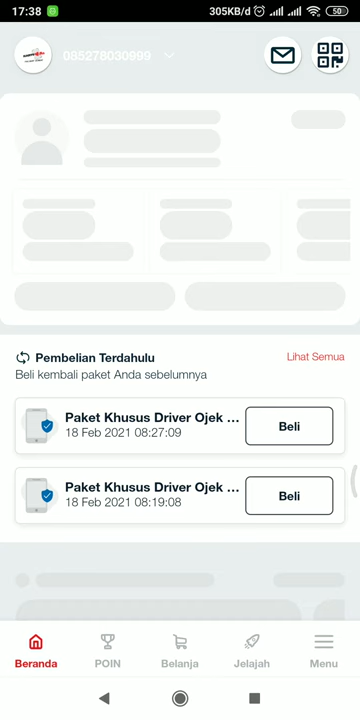 17:38
305KB/d
50
085278030999
Pembelian Terdahulu
Lihat Semua
Beli kembali paket Anda sebelumnya
Paket Khusus Driver Ojek ...
18 Feb 2021 08:27:09
Beli
Paket Khusus Driver Ojek ...
18 Feb 2021 08:19:08
Beli
Beranda
POIN
Belanja
Jelajah
Menu